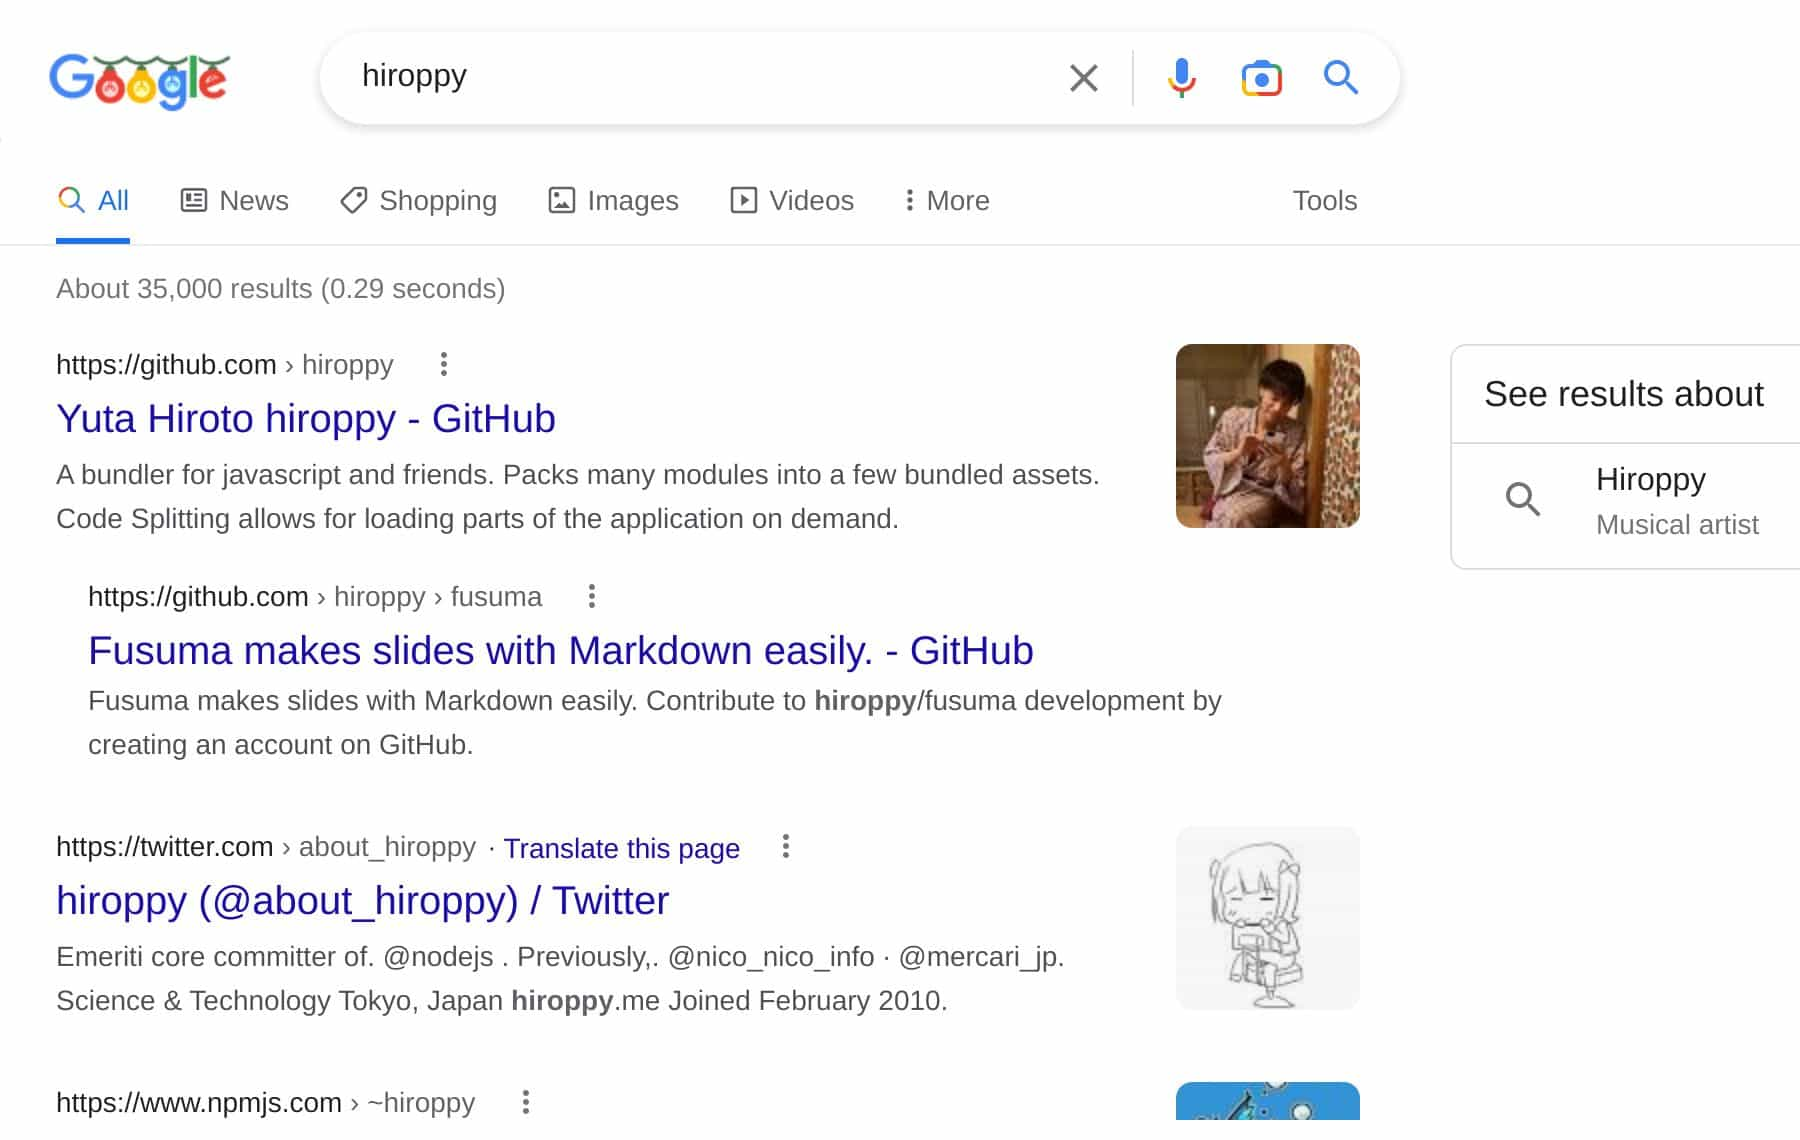 Google
hiroppy
All
News
Shopping
Images
Videos
More
Tools
About 35,000 results (0.29 seconds)
https://github.com › hiroppy
Yuta Hiroto hiroppy - GitHub
A bundler for javascript and friends. Packs many modules into a few bundled assets.
Code Splitting allows for loading parts of the application on demand.
https://github.com › hiroppy › fusuma
Fusuma makes slides with Markdown easily. - GitHub
Fusuma makes slides with Markdown easily. Contribute to hiroppy/fusuma development by
creating an account on GitHub.
https://twitter.com › about_hiroppy · Translate this page
hiroppy (@about_hiroppy) / Twitter
Emeriti core committer of. @nodejs . Previously,. @nico_nico_info · @mercari_jp.
Science & Technology Tokyo, Japan hiroppy.me Joined February 2010.
https://www.npmjs.com › ~hiroppy
See results about
Hiroppy
Musical artist